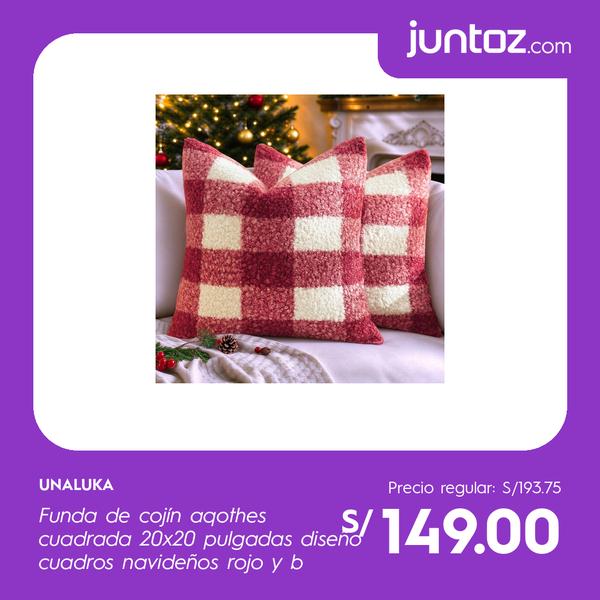 juntoz.com
UNALUKA
Funda de cojín aqothes
cuadrada 20x20 pulgadas diseño
cuadros navideños rojo y b
Precio regular: S/193.75
S/ 149.00